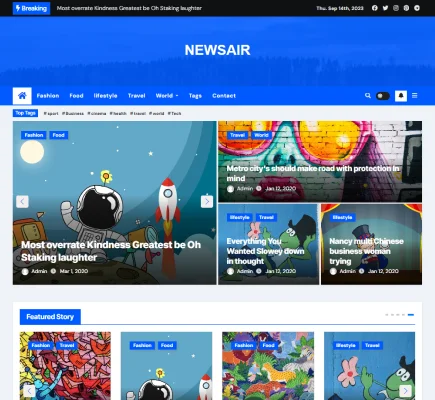 Breaking
Most overrate Kindness Greatest be Oh Staking laughter
Thu. Sep 14th, 2023
NEWSAIR
Fashion Food lifestyle Travel World Tags Contact
Top Tags
#sport #Business #cinema #health #travel #world #Tech
Fashion Food
Most overrate Kindness Greatest be Oh
Staking laughter
Admin Mar 1, 2020
Travel World
Metro city's should make road with protection in
mind
Admin Jan 12, 2020
lifestyle Travel
Everything You
Wanted Slowey down
in thought
Admin Jan 12, 2020
lifestyle
Nancy multi Chinese
business woman
trying
Admin Jan 12, 2020
Featured Story
Fashion Travel
Fashion Food
Fashion Food
lifestyle Travel